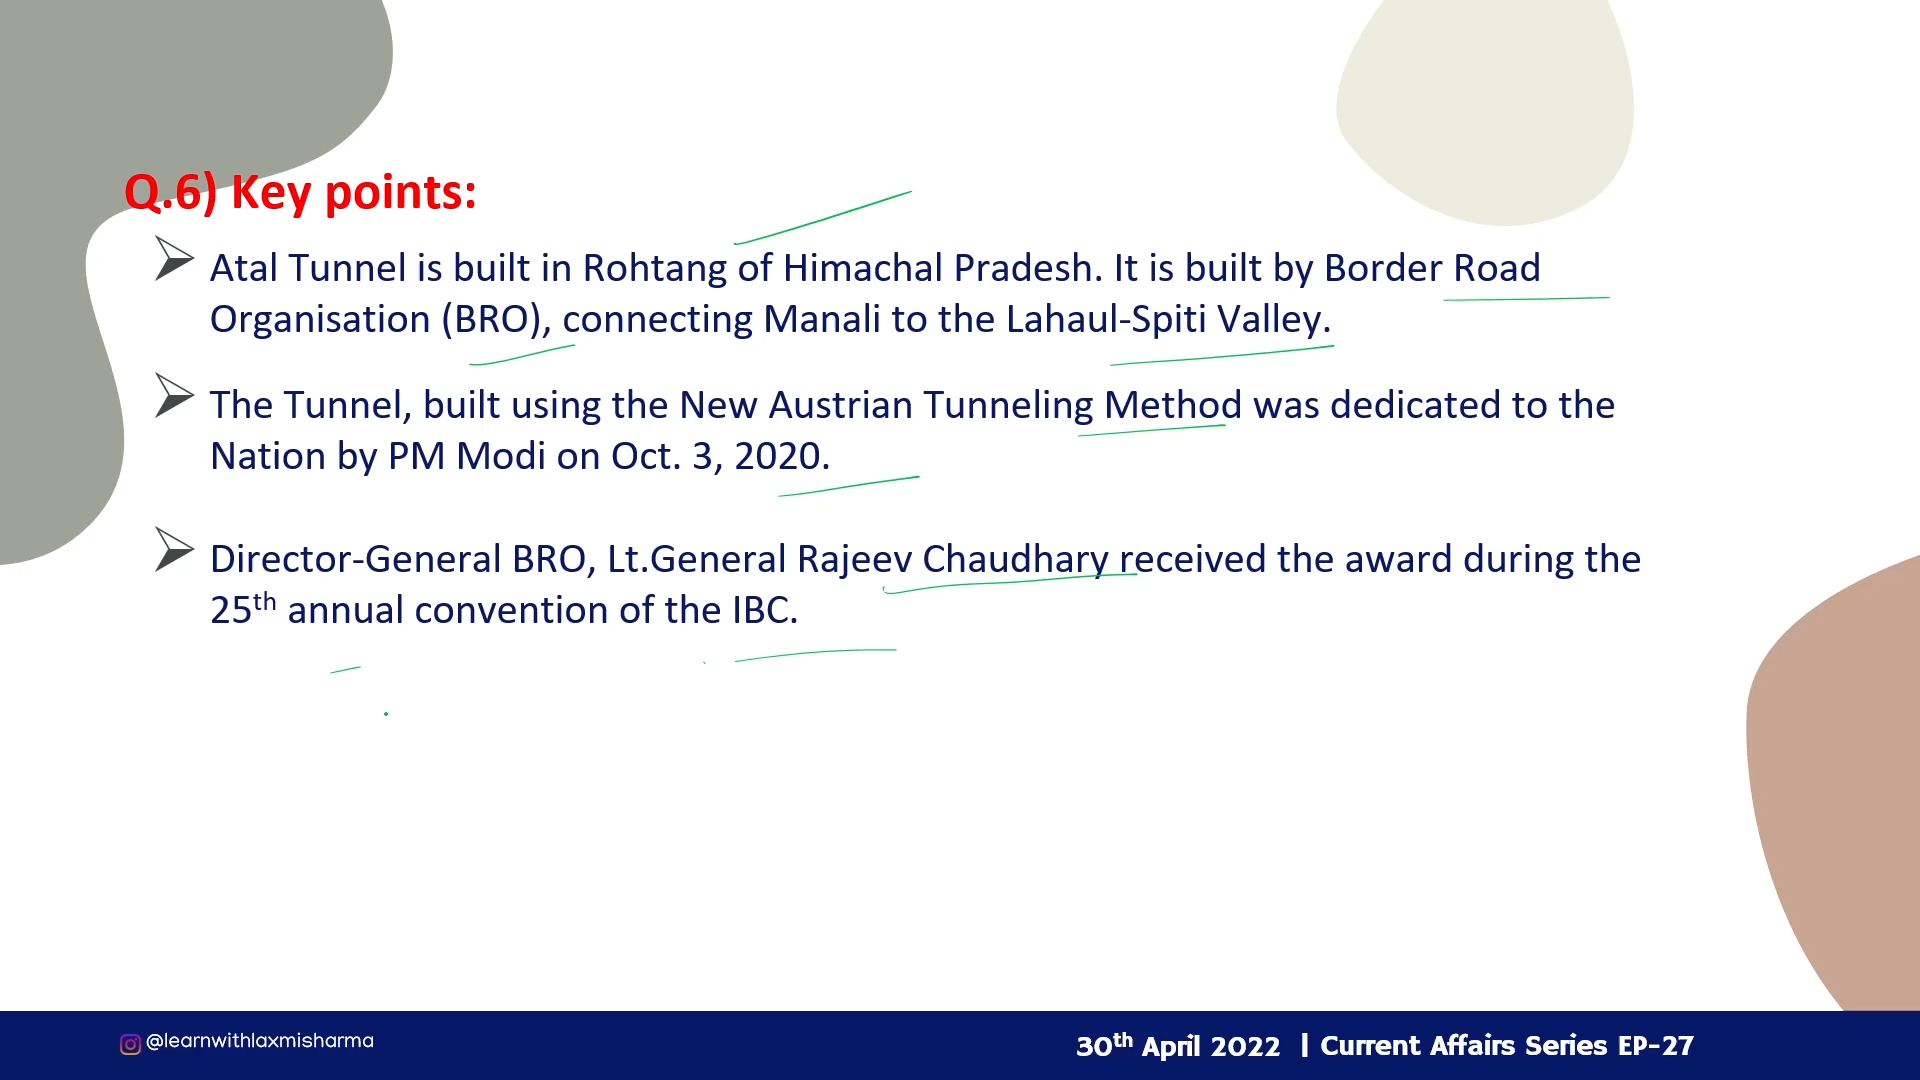 Q.6) Key points:
Atal Tunnel is built in Rohtang of Himachal Pradesh. It is built by Border Road
Organisation (BRO), connecting Manali to the Lahaul-Spiti Valley.
The Tunnel, built using the New Austrian Tunneling Method was dedicated to the
Nation by PM Modi on Oct. 3, 2020.
Director-General BRO, Lt.General Rajeev Chaudhary received the award during the
25th annual convention of the IBC.
@learnwithlaxmisharma
30th April 2022 | Current Affairs Series EP-27